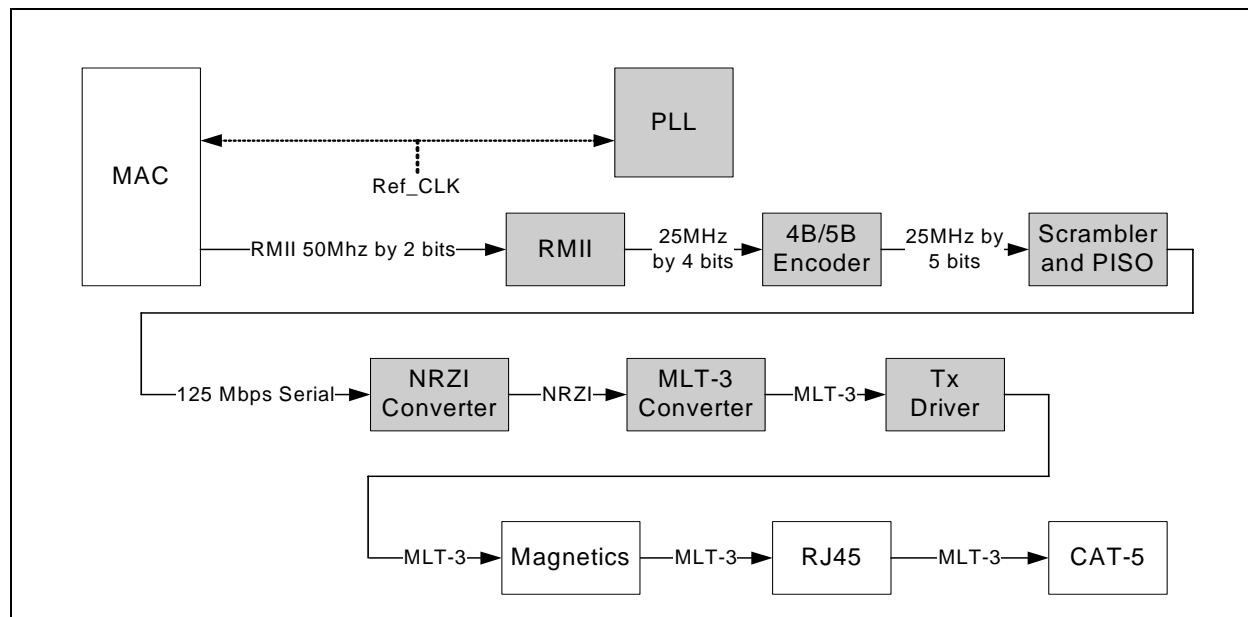 PLL
MAC
Ref_CLK
RMII 50Mhz by 2 bits
RMII
25MHz
by 4 bits
4B/5B
Encoder
25MHz by
5 bits
Scrambler
and PISO
125 Mbps Serial
NRZI
Converter
NRZI
MLT-3
Converter
MLT-3
Tx
Driver
MLT-3
Magnetics
MLT-3
RJ45
MLT-3
CAT-5